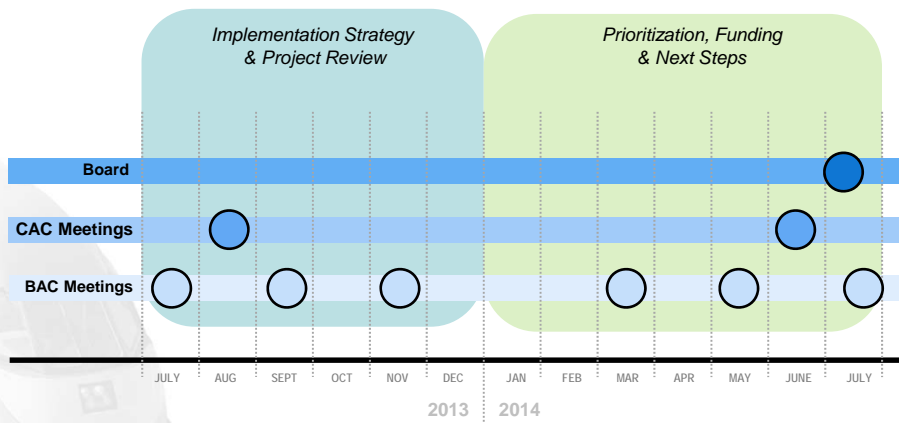 Implementation Strategy
& Project Review
Prioritization, Funding
& Next Steps
Board
CAC Meetings
BAC Meetings
JULY AUG SEPT OCT NOV DEC JAN FEB MAR APR MAY JUNE JULY
2013 2014